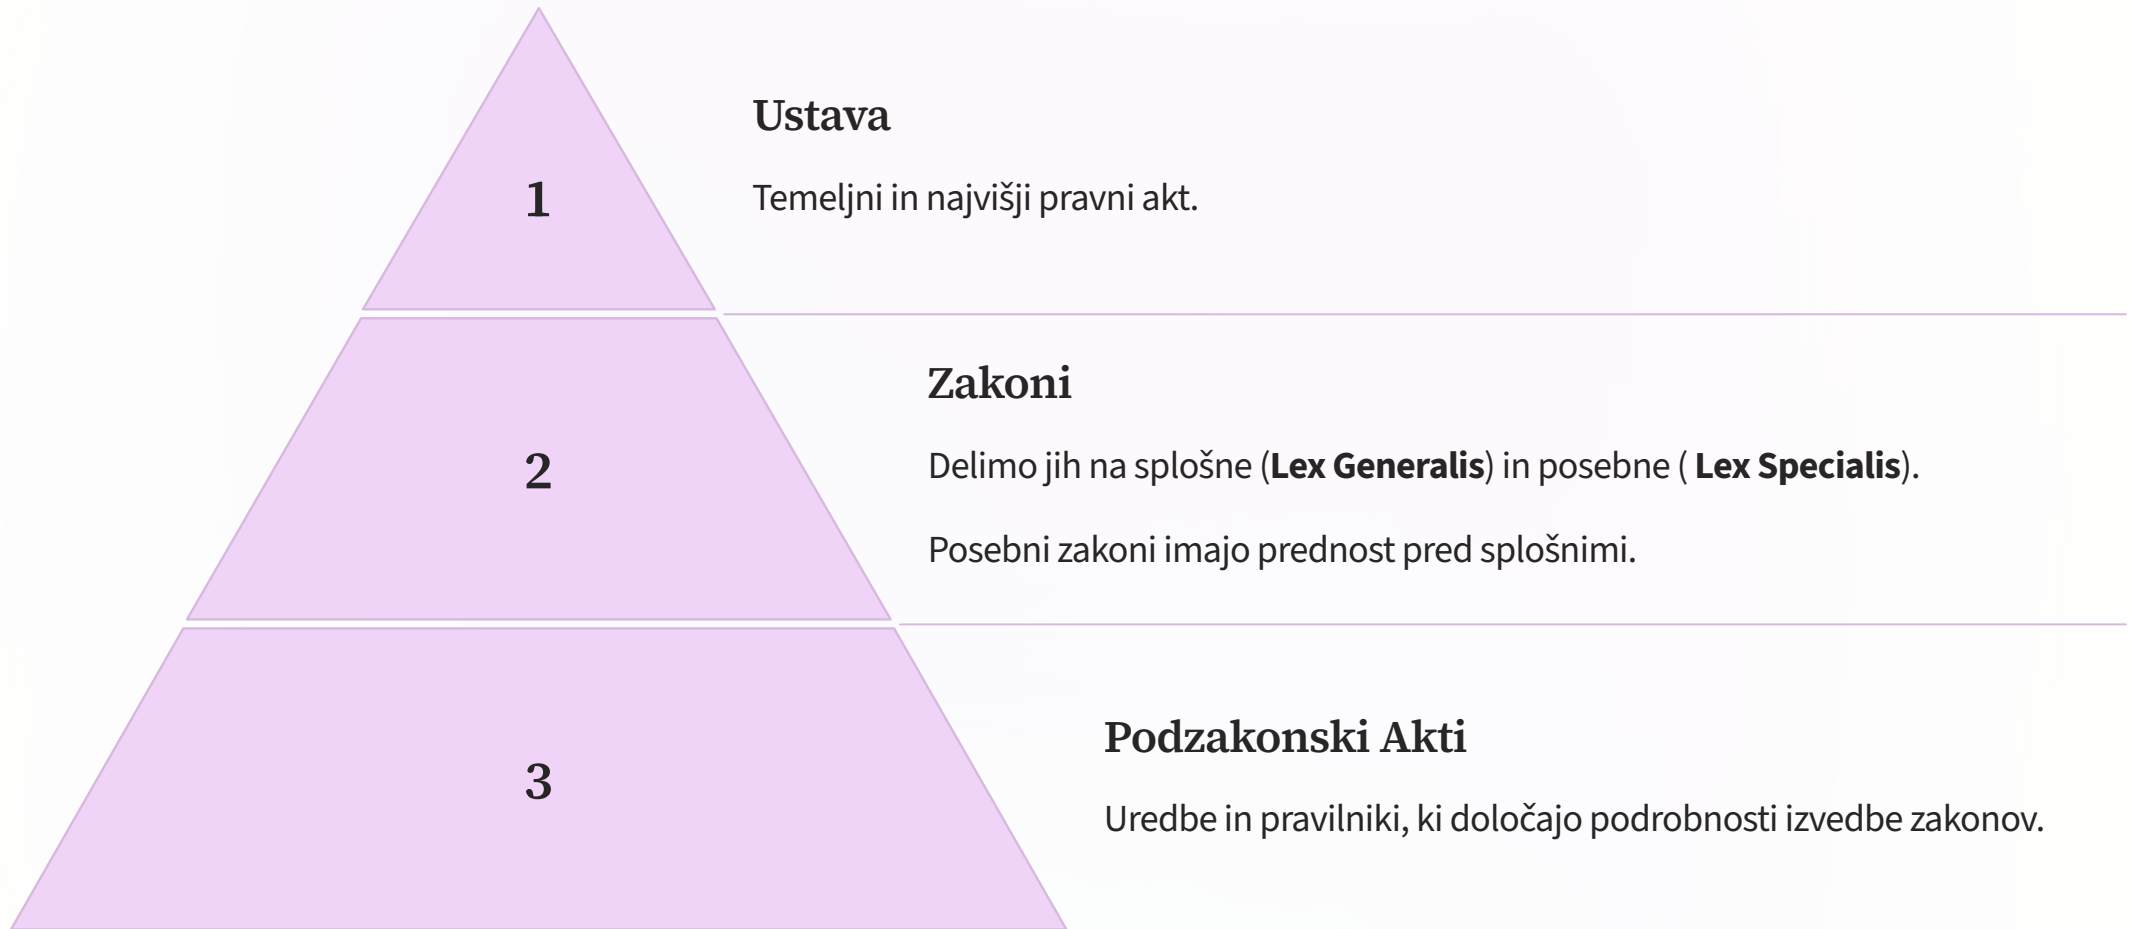 1
Ustava
Temeljni in najvišji pravni akt.
2
Zakoni
Delimo jih na splošne (Lex Generalis) in posebne ( Lex Specialis).
Posebni zakoni imajo prednost pred splošnimi.
3
Podzakonski Akti
Uredbe in pravilniki, ki določajo podrobnosti izvedbe zakonov.